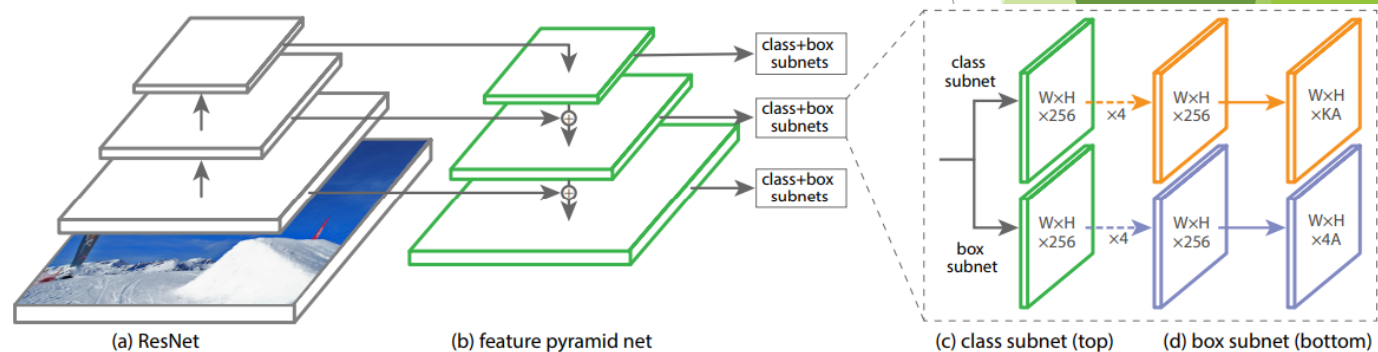 class+box
subnets
class+box
subnets
class+box
subnets
class
subnet
box
subnet
W×H
×256
×4
W×H
×256
W×H
×KA
W×H
×256
×4
W×H
×256
W×H
×4A
(a) ResNet
(b) feature pyramid net
(c) class subnet (top)
(d) box subnet (bottom)